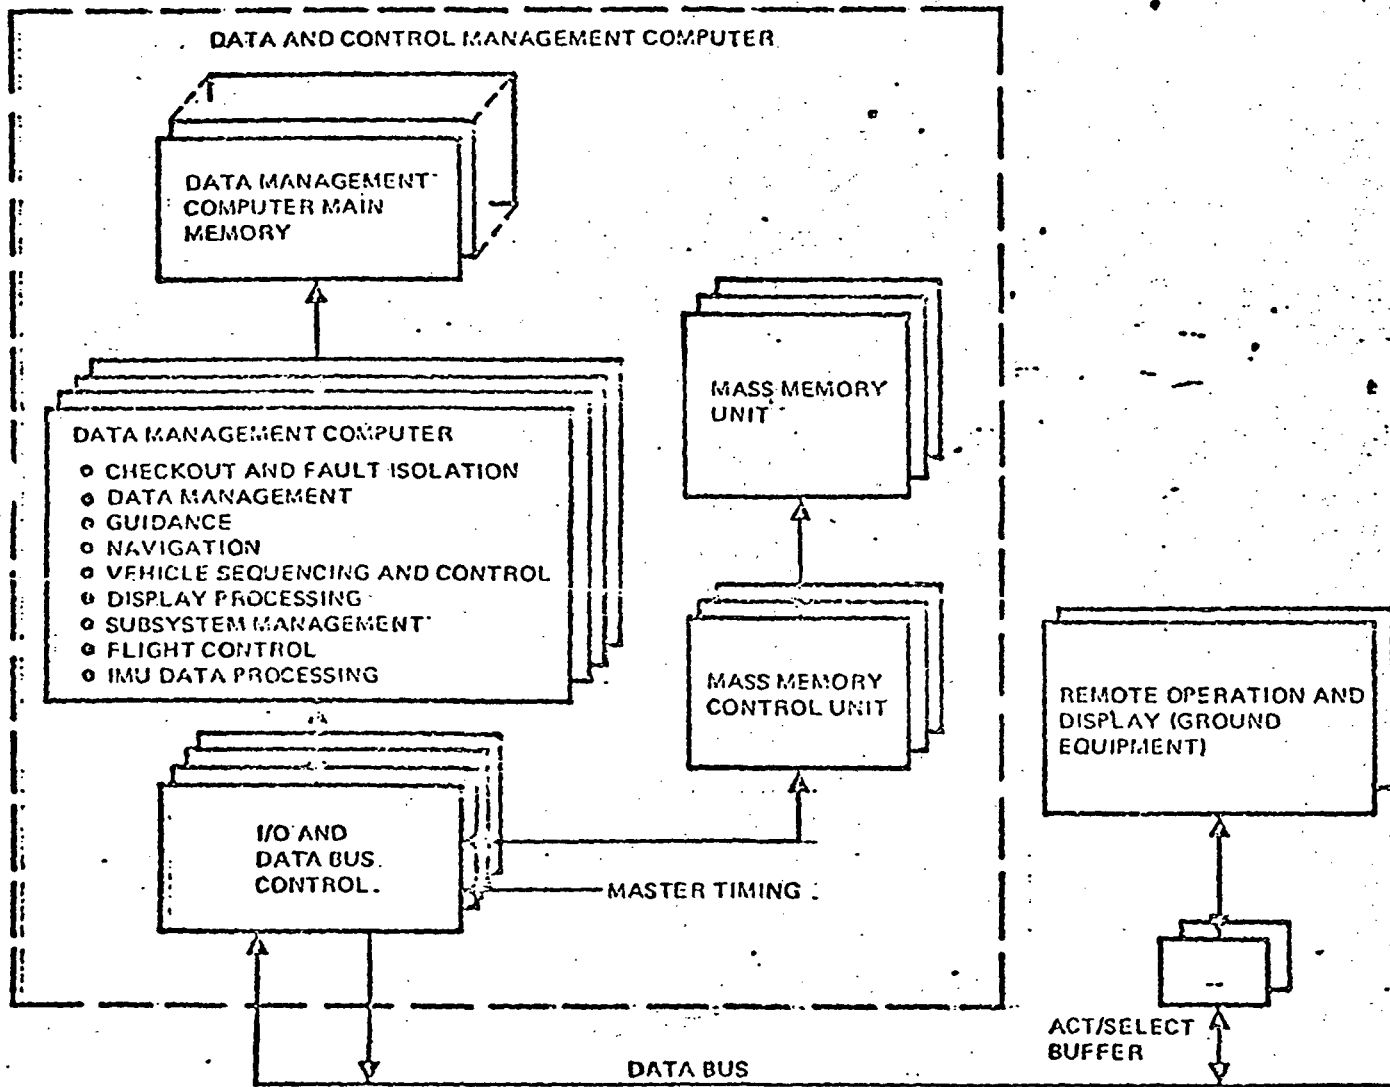 DATA AND CONTROL MANAGEMENT COMPUTER
DATA MANAGEMENT
COMPUTER MAIN
MEMORY
MASS MEMORY
UNIT
DATA MANAGEMENT COMPUTER
• CHECKOUT AND FAULT ISOLATION
• DATA MANAGEMENT
• GUIDANCE
• NAVIGATION
• VEHICLE SEQUENCING AND CONTROL
• DISPLAY PROCESSING
• SUBSYSTEM MANAGEMENT
• FLIGHT CONTROL
• IMU DATA PROCESSING
MASS MEMORY
CONTROL UNIT
REMOTE OPERATION AND
DISPLAY (GROUND
EQUIPMENT)
I/O AND
DATA BUS
CONTROL
MASTER TIMING
ACT/SELECT
BUFFER
DATA BUS